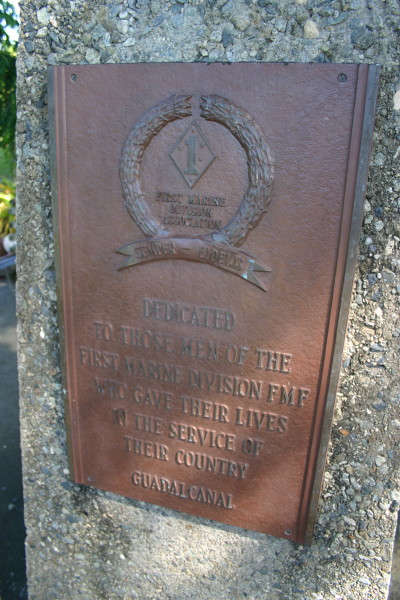 1
FIRST MARINE
DIVISION
ASSOCIATION
SEMPER FIDELIS
DEDICATED
TO THOSE MEN OF THE
FIRST MARINE DIVISION FMF
WHO GAVE THEIR LIVES
IN THE SERVICE OF
THEIR COUNTRY
GUADALCANAL